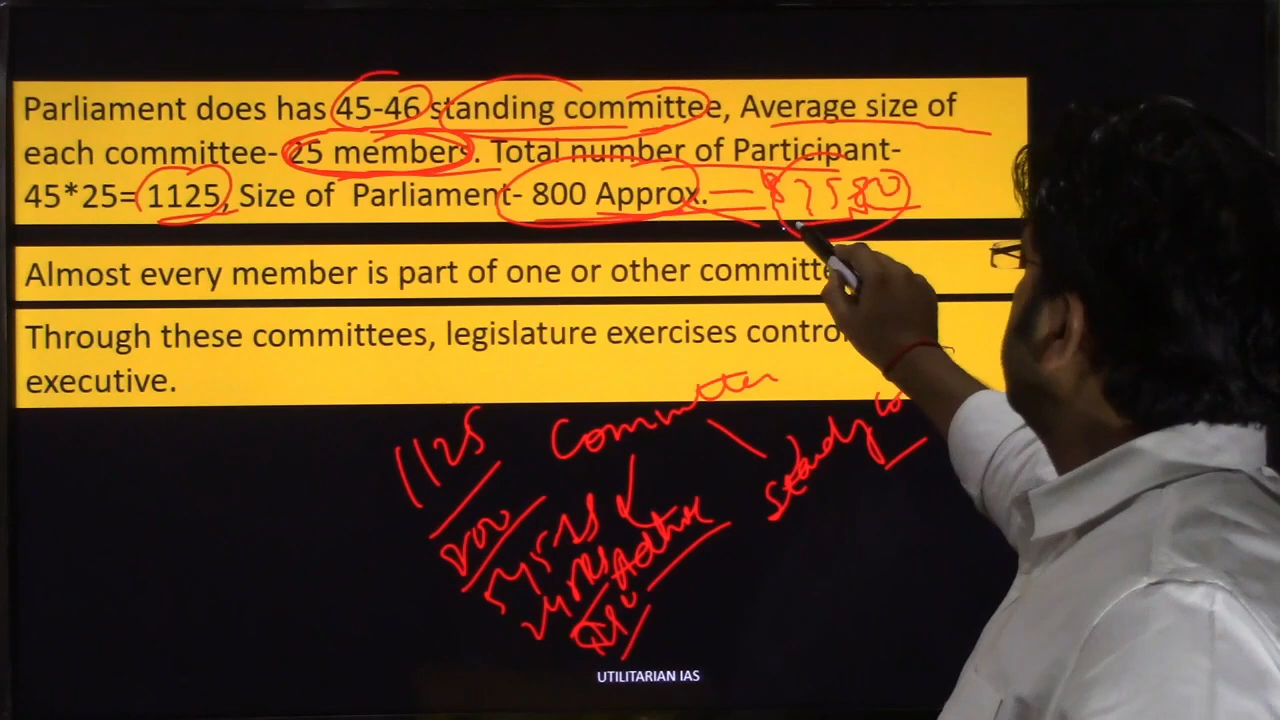 Parliament does has 45-46 standing committee, Average size of
each committee- 25 members. Total number of Participant-
45*25= 1125, Size of Parliament- 800 Approx. =
Almost every member is part of one or other committe
Through these committees, legislature exercises contro
executive.
1125 Committee
800
UTILITARIAN IAS